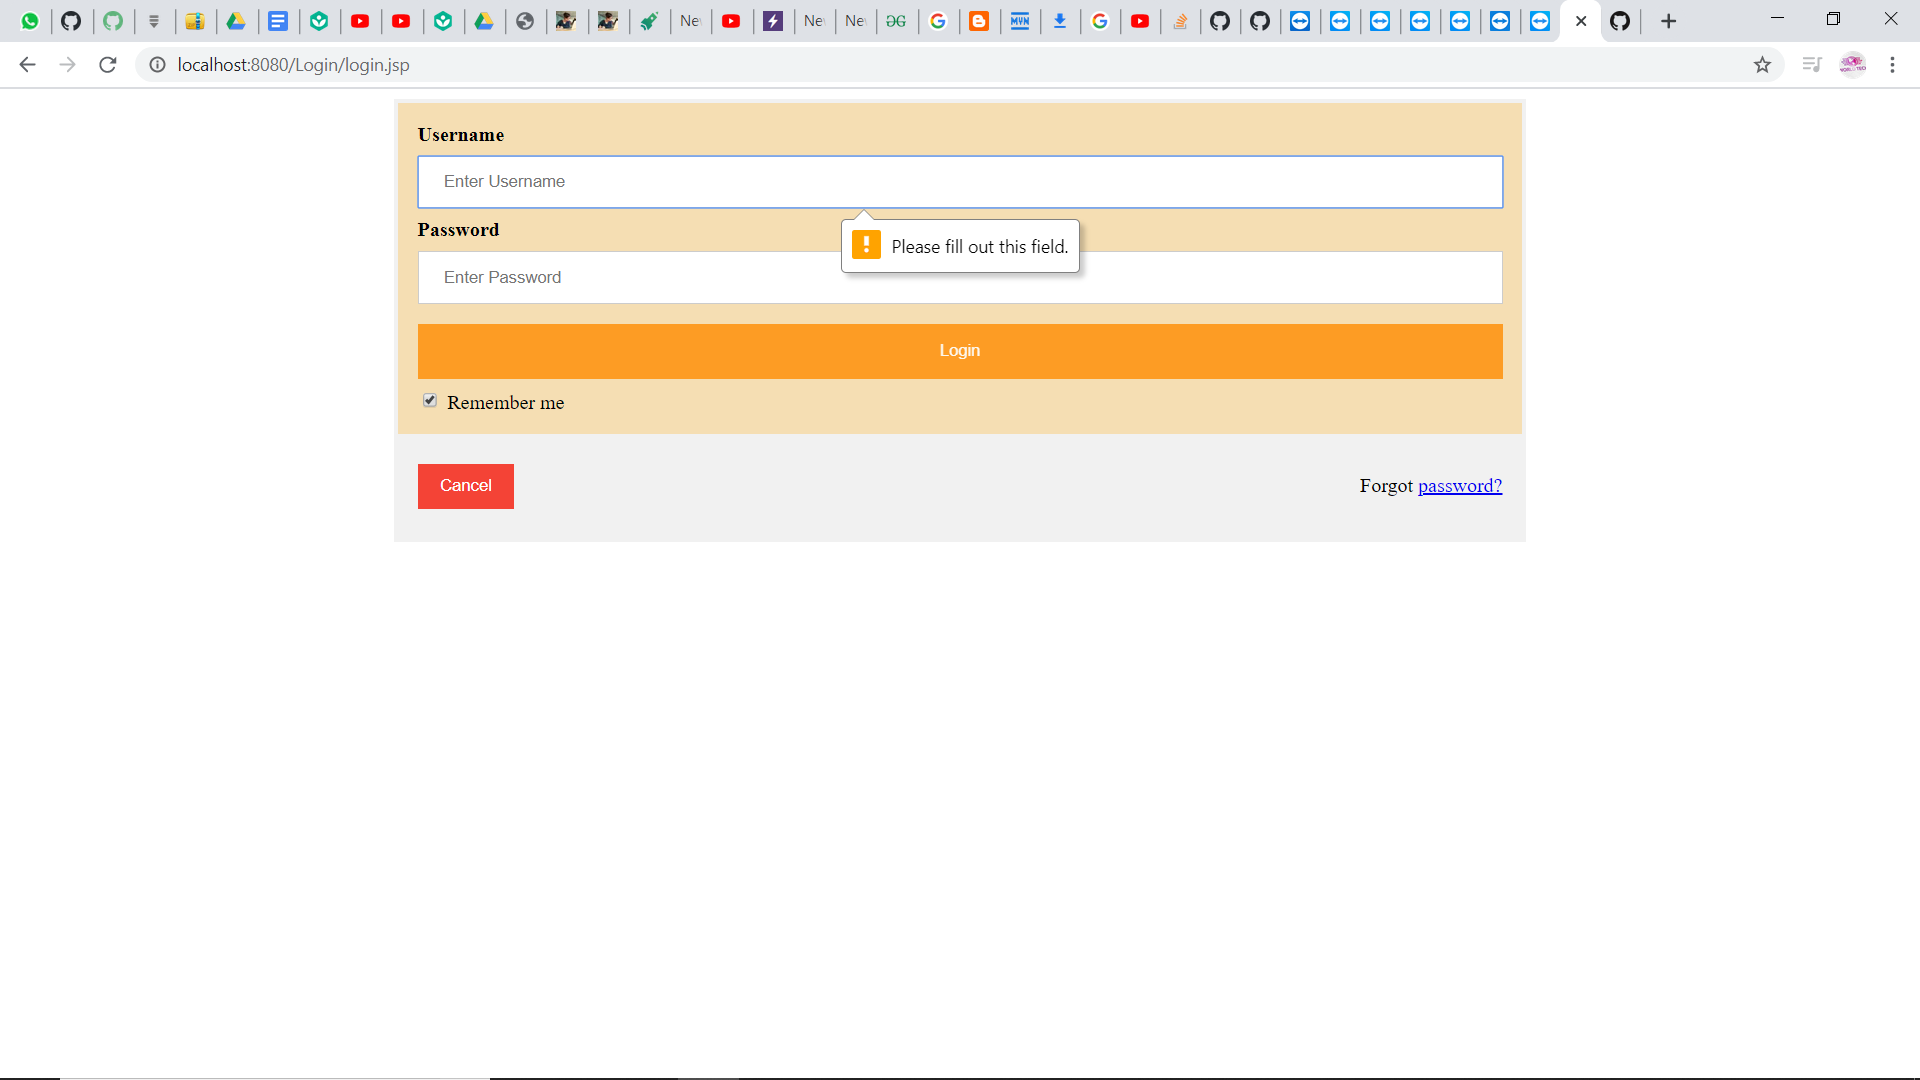 Ne
Ne
Ne
MVN
localhost:8080/Login/login.jsp
Username
Enter Username
Please fill out this field.
Password
Enter Password
Login
Remember me
Cancel
Forgot password?